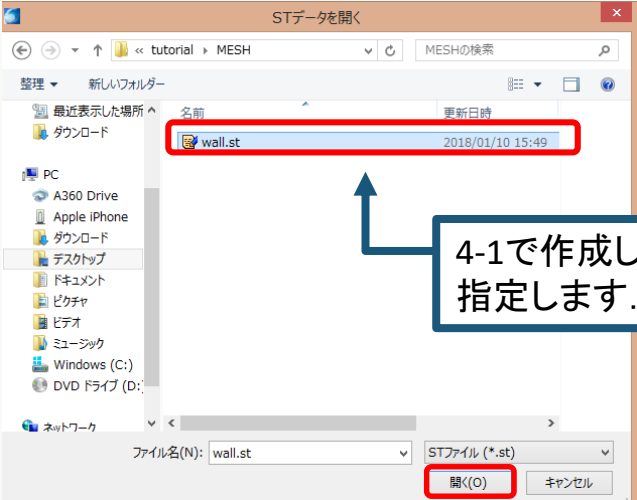 STデータを開く
« tutorial › MESH
MESHの検索
整理
新しいフォルダー
最近表示した場所
ダウンロード
PC
A360 Drive
Apple iPhone
ダウンロード
デスクトップ
ドキュメント
ピクチャ
ビデオ
ミュージック
Windows (C:)
DVD ドライブ (D:
ネットワーク
名前
更新日時
wall.st
2018/01/10 15:49
4-1で作成し
指定します.
ファイル名(N):
wall.st
STファイル (*.st)
開く(O)
キャンセル